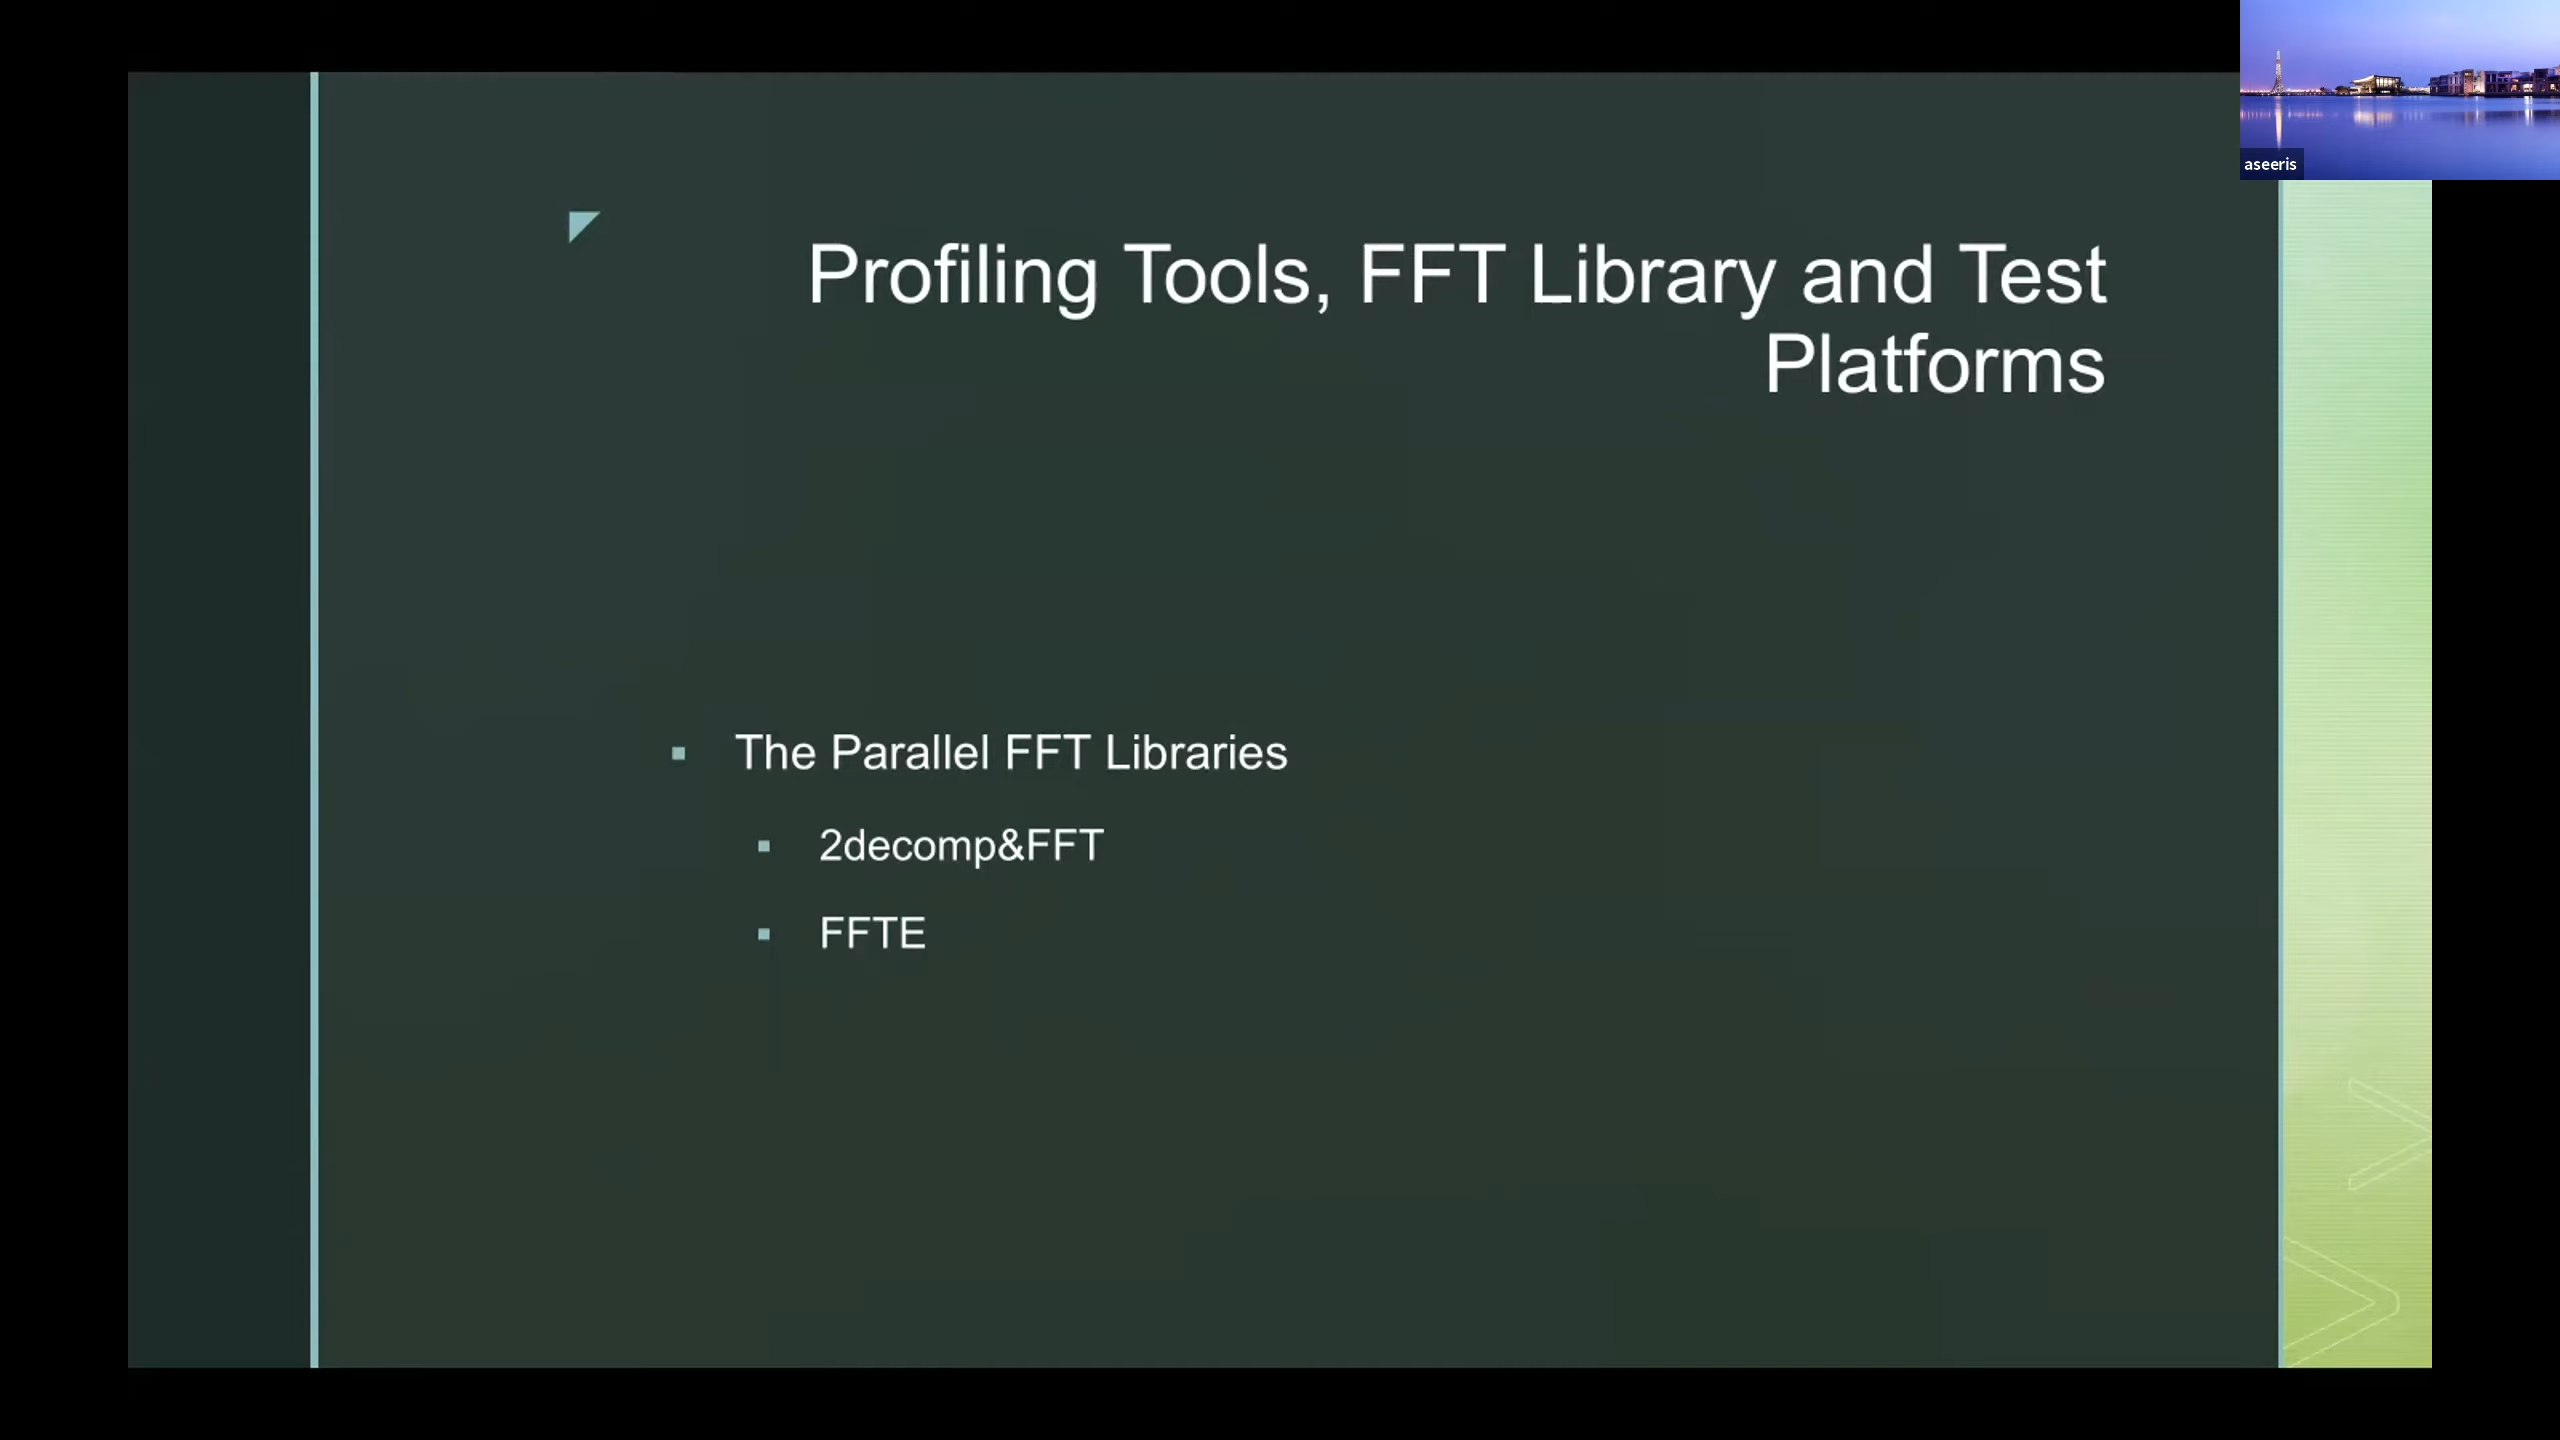 aseeris
Profiling Tools, FFT Library and Test
Platforms
The Parallel FFT Libraries
2decomp&FFT
FFTE